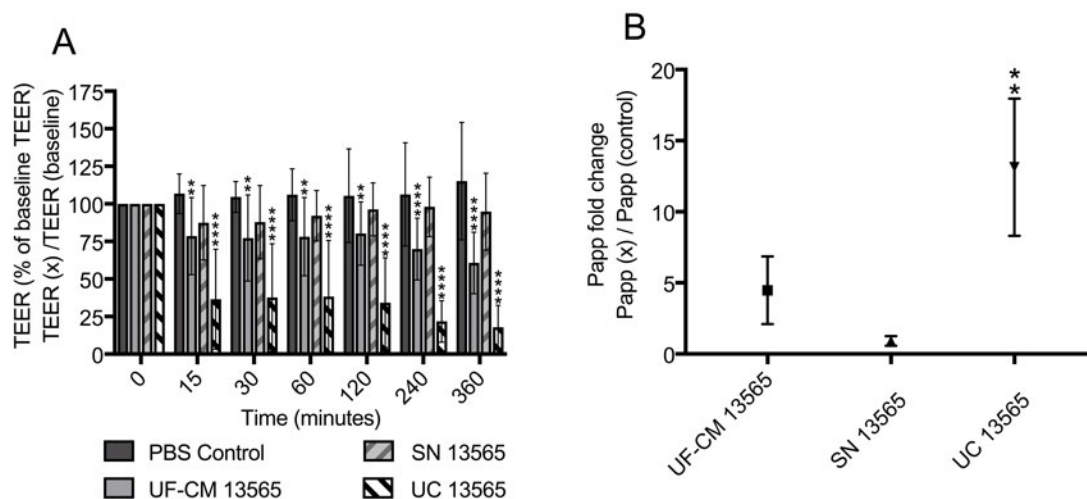 A
TEER (% of baseline TEER)
TEER (x) /TEER (baseline)
175
150
125
100
75
50
25
0
** **** ** **** ** **** ** **** **** **** **** ****
0 15 30 60 120 240 360
Time (minutes)
PBS Control
SN 13565
UF-CM 13565
UC 13565
B
Papp fold change
Papp (x) / Papp (control)
20
15
10
5
0
**
UF-CM 13565
SN 13565
UC 13565